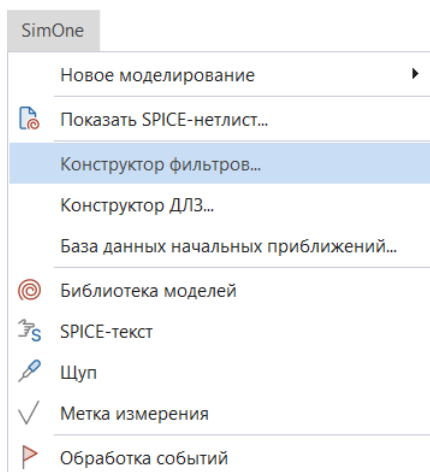 SimOne
Новое моделирование
Показать SPICE-нетлист...
Конструктор фильтров...
Конструктор ДЛЗ...
База данных начальных приближений...
Библиотека моделей
SPICE-текст
Щуп
Метка измерения
Обработка событий